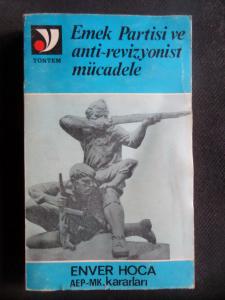 YÖNTEM
Emek Partisi ve
anti-revizyonist
mücadele
ENVER HOCA
AEP-MK. kararları